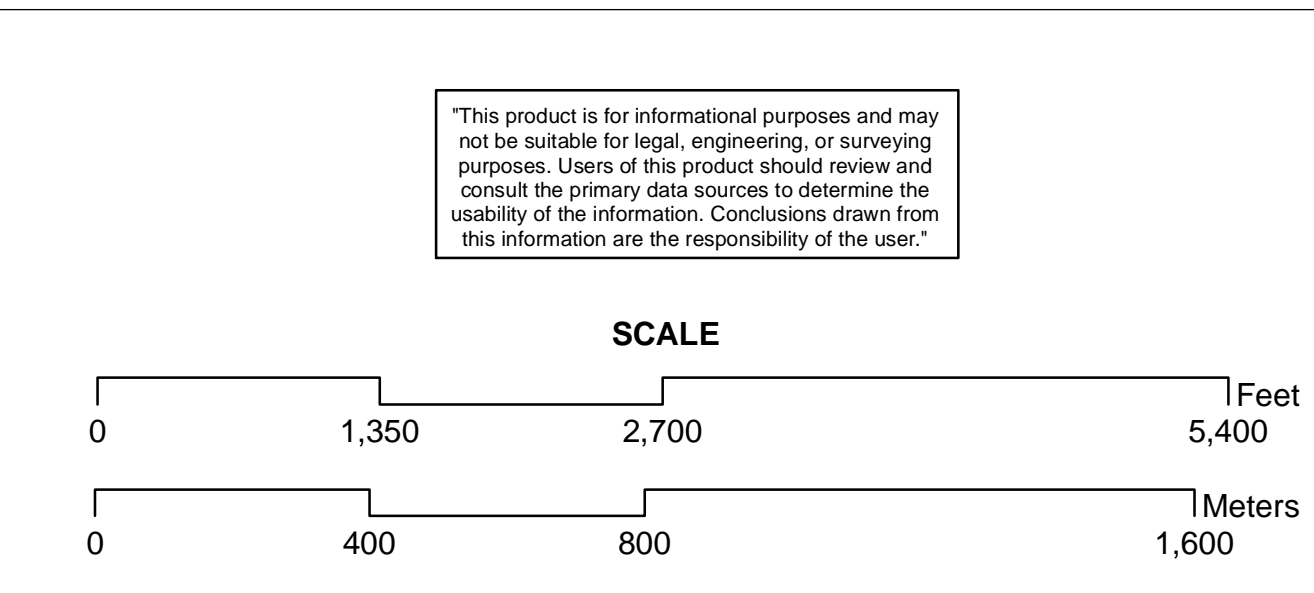 "This product is for informational purposes and may
not be suitable for legal, engineering, or surveying
purposes. Users of this product should review and
consult the primary data sources to determine the
usability of the information. Conclusions drawn from
this information are the responsibility of the user."
SCALE
Feet
0 1,350 2,700 5,400
Meters
0 400 800 1,600